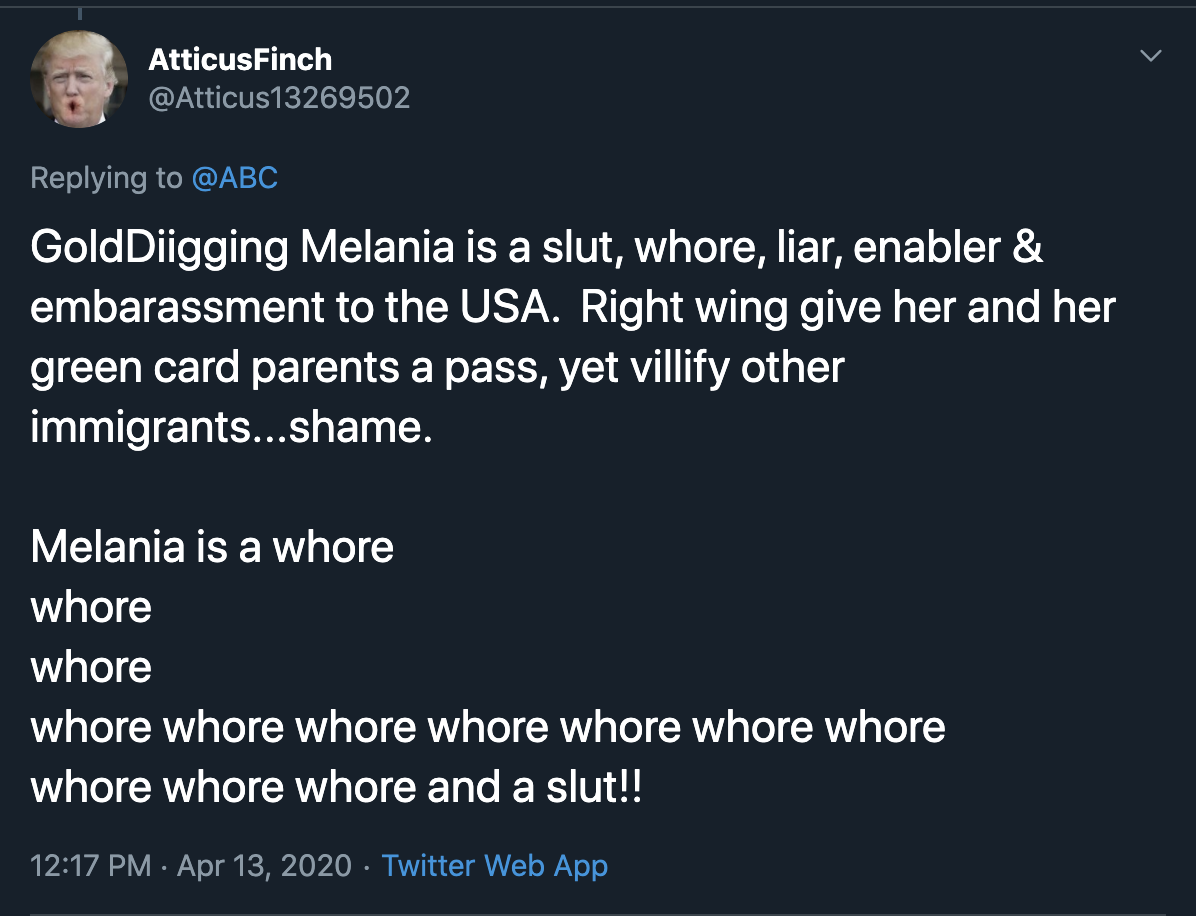 AtticusFinch
@Atticus13269502
Replying to @ABC
GoldDiigging Melania is a slut, whore, liar, enabler &
embarassment to the USA.  Right wing give her and her
green card parents a pass, yet villify other
immigrants...shame.
Melania is a whore
whore
whore
whore whore whore whore whore whore whore
whore whore whore and a slut!!
12:17 PM · Apr 13, 2020 · Twitter Web App